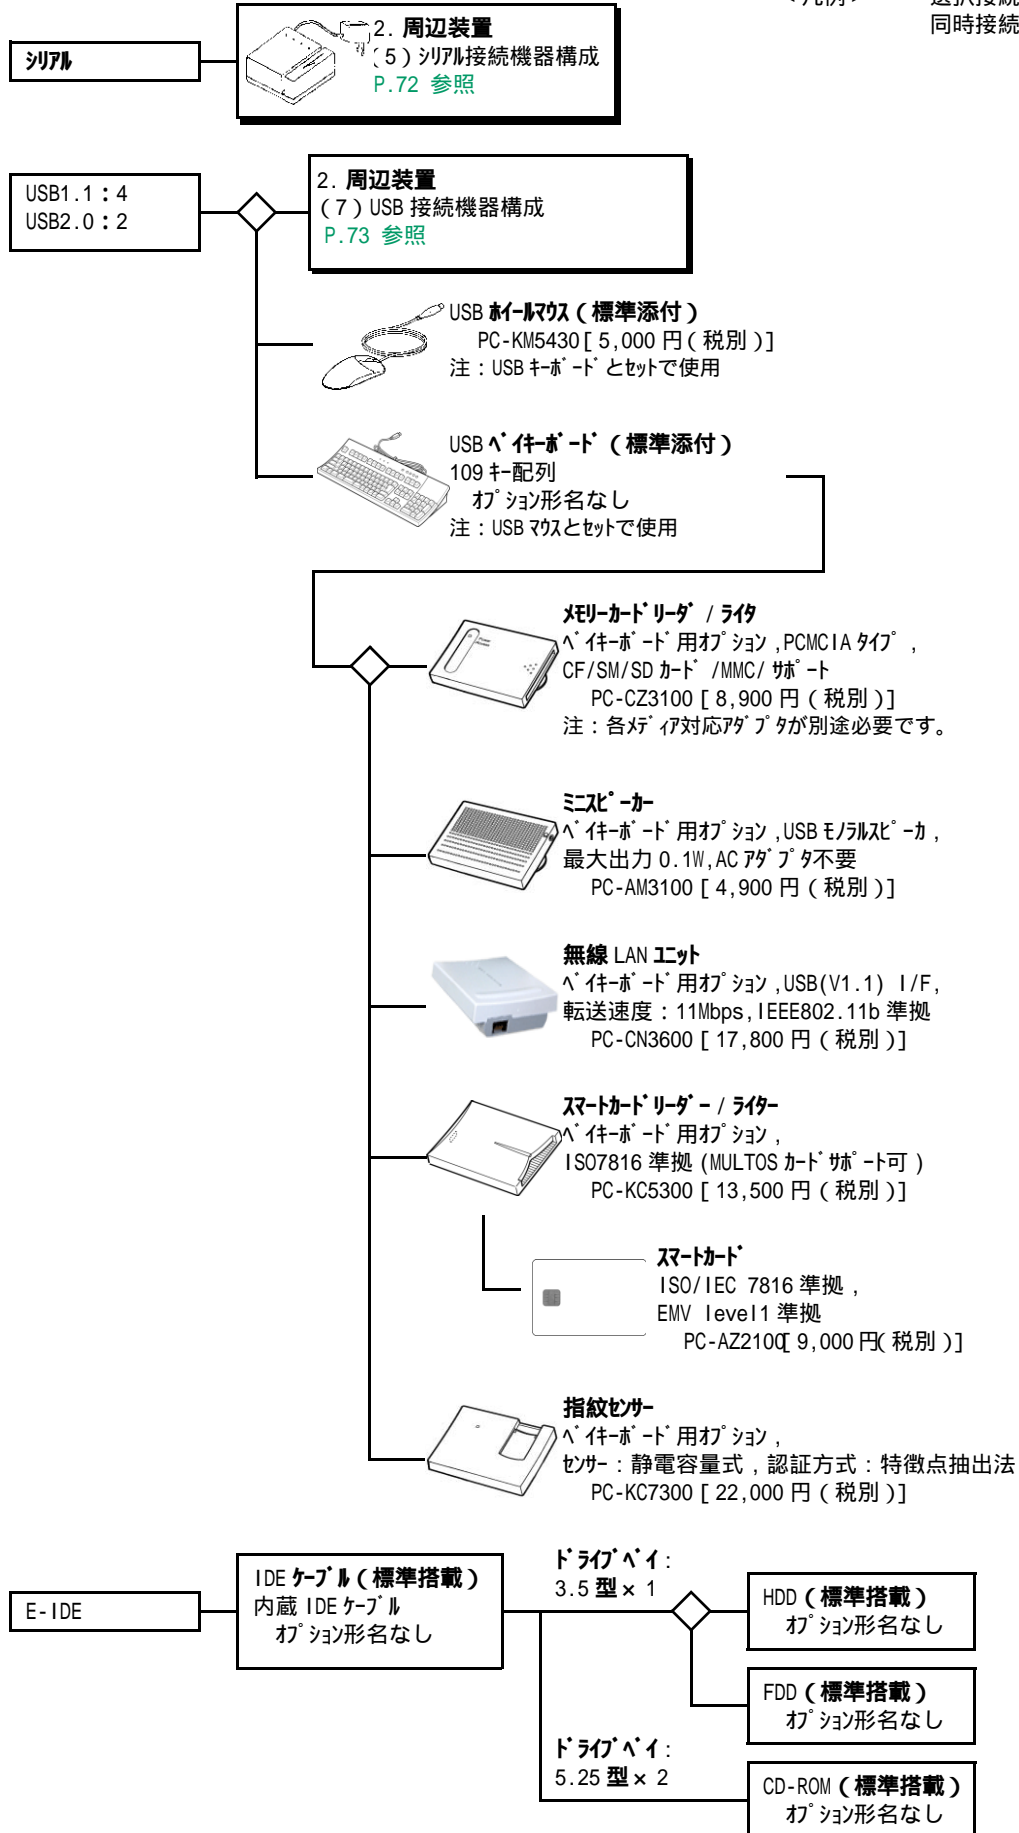 <凡例> 選択接続
同時接続
シリアル
2. 周辺装置
(5) シリアル接続機器構成
P.72 参照
USB1.1:4
USB2.0:2
2. 周辺装置
(7) USB 接続機器構成
P.73 参照
USB ホイールマウス(標準添付)
PC-KM5430[5,000 円(税別)]
注:USB キーボードとセットで使用
USB ベイキーボード(標準添付)
109 キー配列
オプション形名なし
注:USB マウスとセットで使用
メモリーカードリーダ / ライタ
ベイキーボード用オプション,PCMCIA タイプ,
CF/SM/SD カード/MMC/ サポート
PC-CZ3100 [8,900 円(税別)]
注:各メディア対応アダプタが別途必要です。
ミニスピーカー
ベイキーボード用オプション,USB モノラルスピーカ,
最大出力 0.1W,AC アダプタ不要
PC-AM3100 [4,900 円(税別)]
無線 LAN ユニット
ベイキーボード用オプション,USB(V1.1) I/F,
転送速度:11Mbps,IEEE802.11b 準拠
PC-CN3600 [17,800 円(税別)]
スマートカードリーダー / ライター
ベイキーボード用オプション,
ISO7816 準拠 (MULTOS カードサポート可)
PC-KC5300 [13,500 円(税別)]
スマートカード
ISO/IEC 7816 準拠,
EMV level1 準拠
PC-AZ2100[9,000 円(税別)]
指紋センサー
ベイキーボード用オプション,
センサー:静電容量式,認証方式:特徴点抽出法
PC-KC7300 [22,000 円(税別)]
E-IDE
IDE ケーブル(標準搭載)
内蔵 IDE ケーブル
オプション形名なし
ドライブベイ:
3.5 型× 1
HDD(標準搭載)
オプション形名なし
FDD(標準搭載)
オプション形名なし
ドライブベイ:
5.25 型× 2
CD-ROM(標準搭載)
オプション形名なし